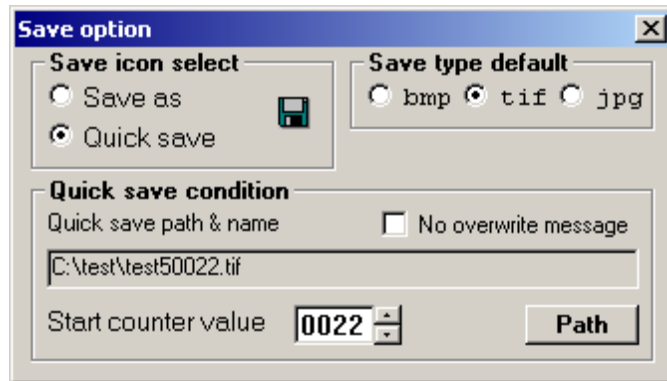 Save option
Save icon select
Save as
Quick save
Save type default
bmp tif jpg
Quick save condition
Quick save path & name No overwrite message
C:\test\test50022.tif
Start counter value 0022 Path